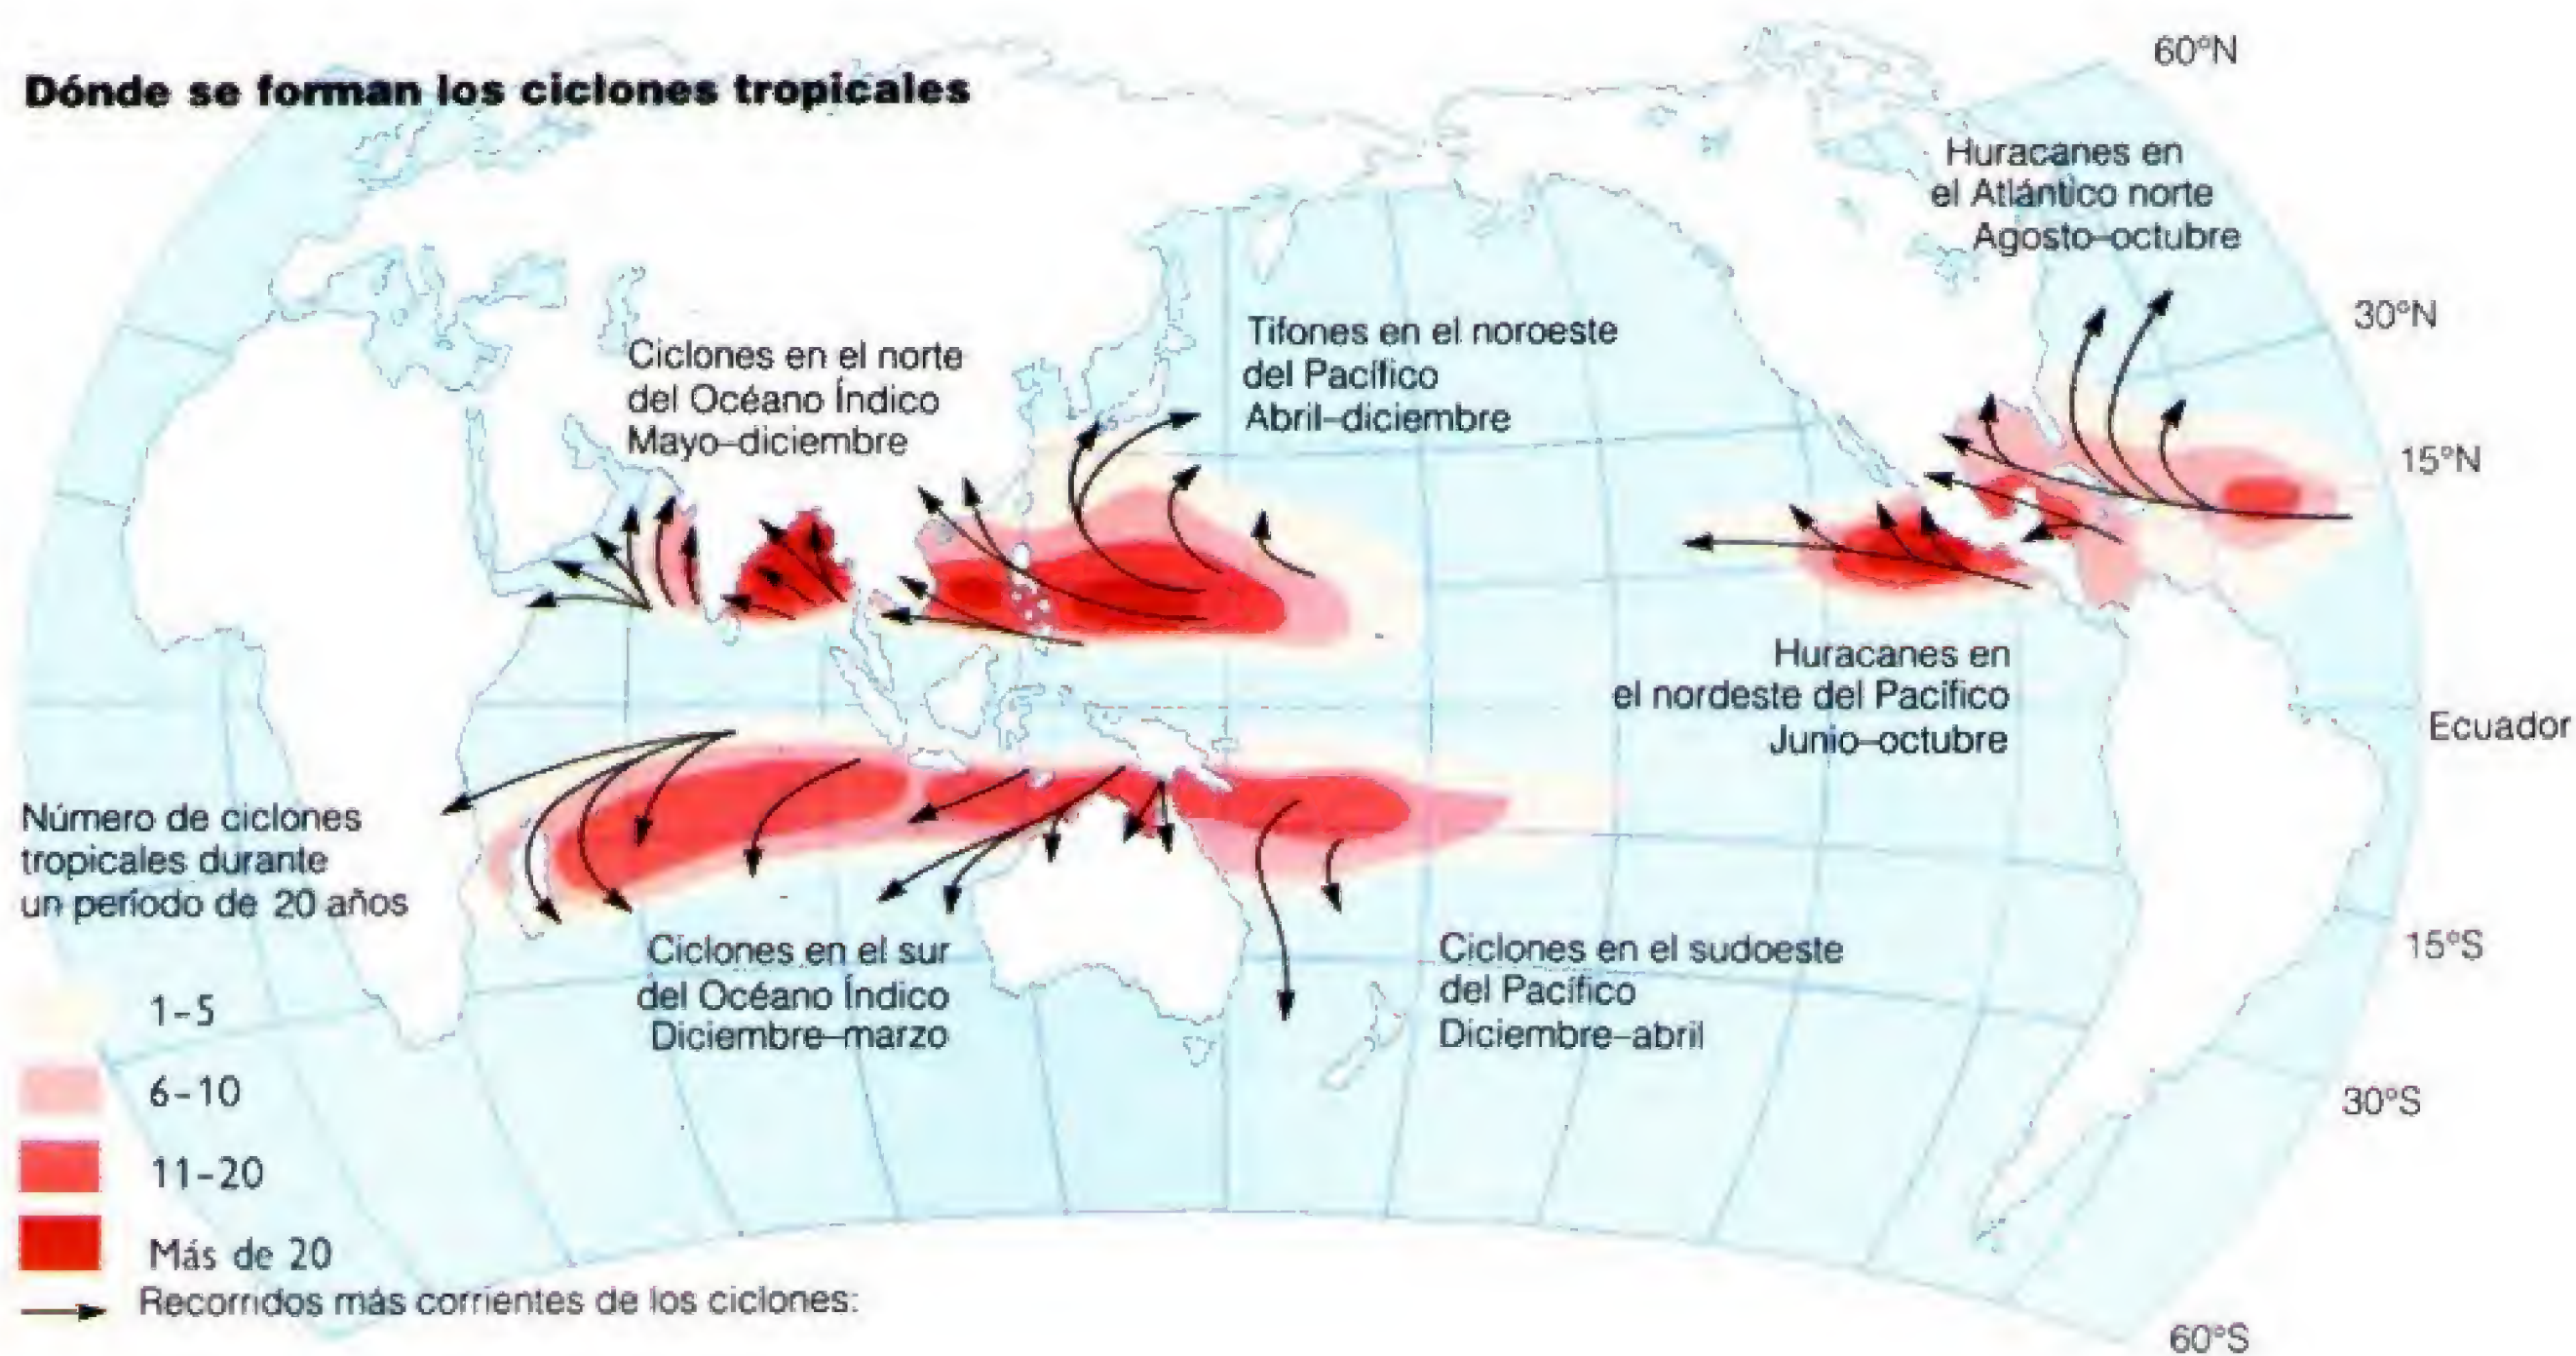 Dónde se forman los ciclones tropicales
60°N
Huracanes en
el Atlántico norte
Agosto–octubre
30°N
Tifones en el noroeste
del Pacífico
Abril–diciembre
Ciclones en el norte
del Océano Índico
Mayo–diciembre
15°N
Huracanes en
el nordeste del Pacífico
Junio–octubre
Ecuador
Número de ciclones
tropicales durante
un período de 20 años
Ciclones en el sur
del Océano Índico
Diciembre–marzo
Ciclones en el sudoeste
del Pacífico
Diciembre–abril
15°S
1–5
6–10
30°S
11–20
Más de 20
Recorridos más corrientes de los ciclones:
60°S